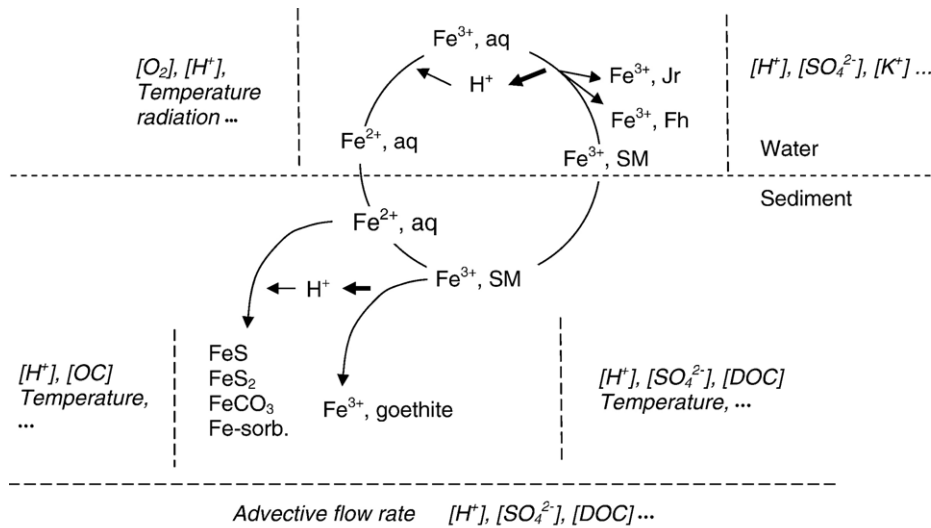 Fe³⁺, aq
[O₂], [H⁺],
Temperature
radiation ...
H⁺
Fe³⁺, Jr
Fe³⁺, Fh
[H⁺], [SO₄²⁻], [K⁺] ...
Fe²⁺, aq
Fe³⁺, SM
Water
Sediment
Fe²⁺, aq
Fe³⁺, SM
H⁺
[H⁺], [OC]
Temperature,
...
FeS
FeS₂
FeCO₃
Fe-sorb.
Fe³⁺, goethite
[H⁺], [SO₄²⁻], [DOC]
Temperature, ...
Advective flow rate [H⁺], [SO₄²⁻], [DOC] ...